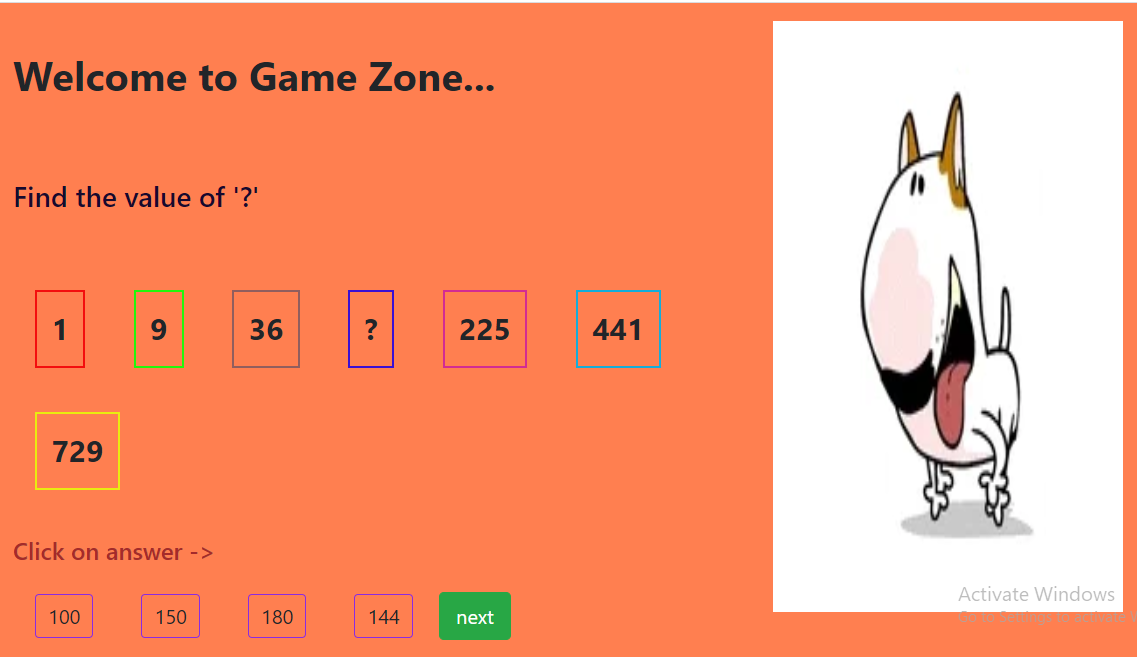 Welcome to Game Zone...
Find the value of '?'
1 9 36 ? 225 441
729
Click on answer ->
100 150 180 144 next
Activate Windows
Go to Settings to activate